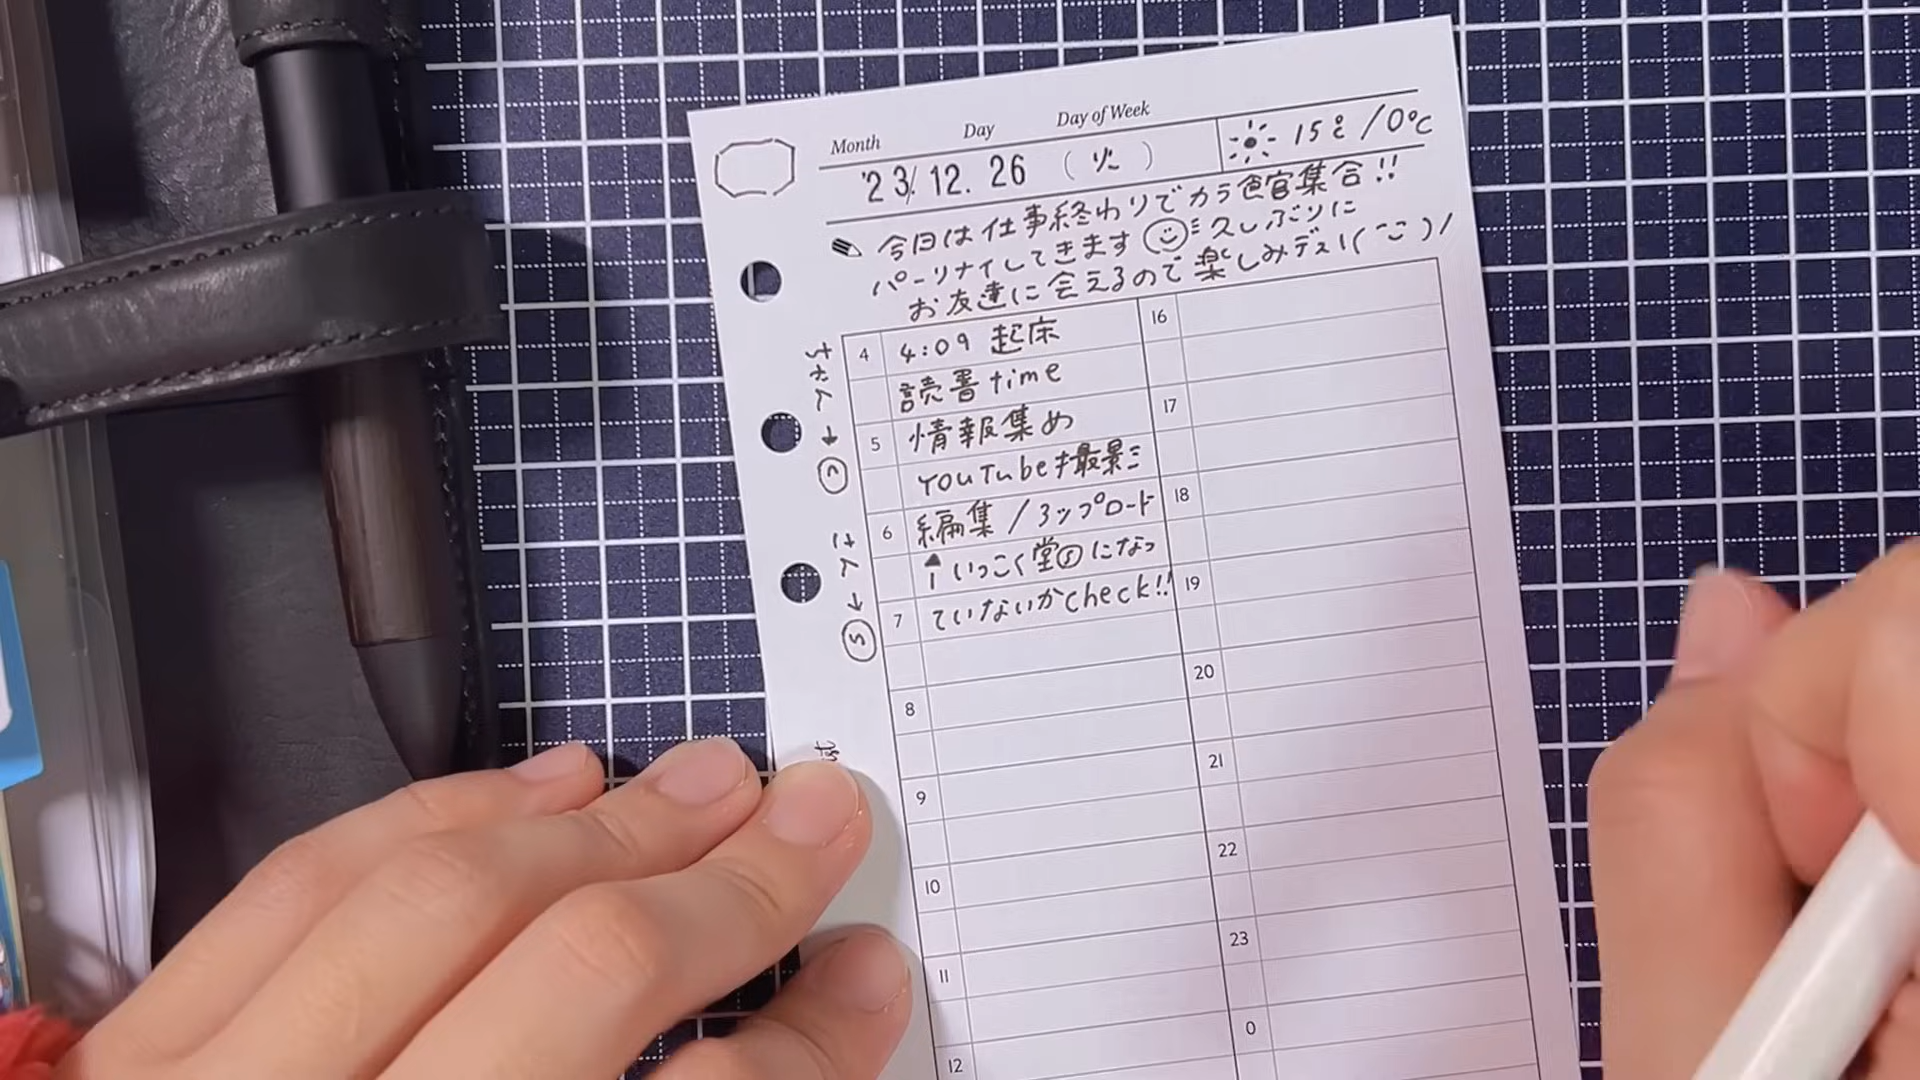 Month Day Day of Week
'23/.12.26 (火) 15℃/0℃
今日は仕事終わりでカラ官集合!!
パーリナイしてきます 久しぶりに
お友達に会えるので楽しみデス!
4 4:09 起床
読書time
5 情報集め
YouTube撮影
6 編集/アップロード
↑いっこく堂になっ
7 ていないかcheck!!
8
9
10
11
12
16
17
18
19
20
21
22
23
0
ちゃん→C
さん→S